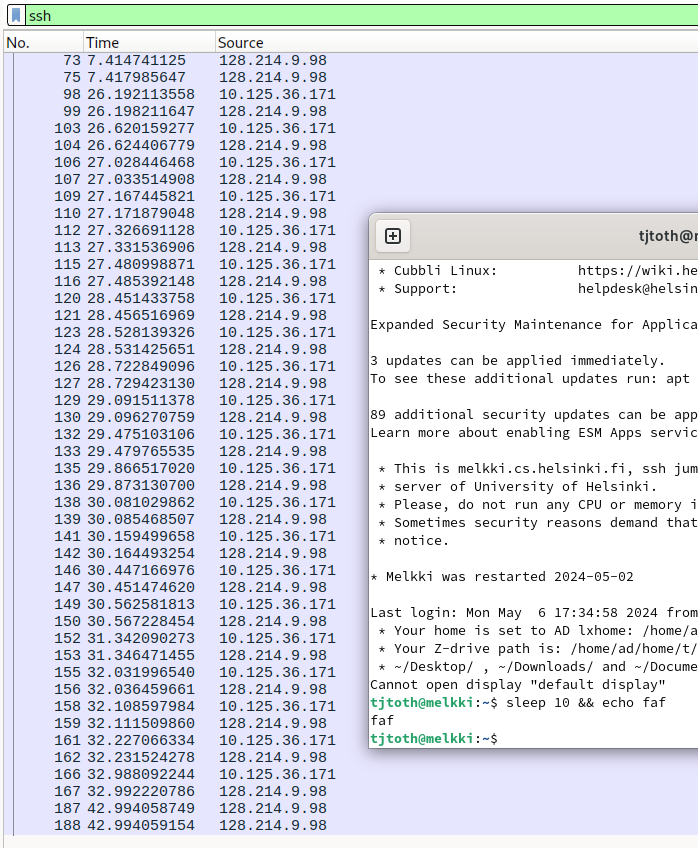 ssh
No. Time Source
73 7.414741125 128.214.9.98
75 7.417985647 128.214.9.98
98 26.192113558 10.125.36.171
99 26.198211647 128.214.9.98
103 26.620159277 10.125.36.171
104 26.624406779 128.214.9.98
106 27.028446468 10.125.36.171
107 27.033514908 128.214.9.98
109 27.167445821 10.125.36.171
110 27.171879048 128.214.9.98
112 27.326691128 10.125.36.171
113 27.331536906 128.214.9.98
115 27.480998871 10.125.36.171
116 27.485392148 128.214.9.98
120 28.451433758 10.125.36.171
121 28.456516969 128.214.9.98
123 28.528139326 10.125.36.171
124 28.531425651 128.214.9.98
126 28.722849096 10.125.36.171
127 28.729423130 128.214.9.98
129 29.091511378 10.125.36.171
130 29.096270759 128.214.9.98
132 29.475103106 10.125.36.171
133 29.479765535 128.214.9.98
135 29.866517020 10.125.36.171
136 29.873130700 128.214.9.98
138 30.081029862 10.125.36.171
139 30.085468507 128.214.9.98
141 30.159499658 10.125.36.171
142 30.164493254 128.214.9.98
146 30.447166976 10.125.36.171
147 30.451474620 128.214.9.98
149 30.562581813 10.125.36.171
150 30.567228454 128.214.9.98
152 31.342090273 10.125.36.171
153 31.346471455 128.214.9.98
155 32.031996540 10.125.36.171
156 32.036459661 128.214.9.98
158 32.108597984 10.125.36.171
159 32.111509860 128.214.9.98
161 32.227066334 10.125.36.171
162 32.231524278 128.214.9.98
166 32.988092244 10.125.36.171
167 32.992220786 128.214.9.98
187 42.994058749 128.214.9.98
188 42.994059154 128.214.9.98
tjtoth@
* Cubbli Linux: https://wiki.he
* Support: helpdesk@helsin
Expanded Security Maintenance for Applica
3 updates can be applied immediately.
To see these additional updates run: apt
89 additional security updates can be app
Learn more about enabling ESM Apps servic
* This is melkki.cs.helsinki.fi, ssh jum
* server of University of Helsinki.
* Please, do not run any CPU or memory i
* Sometimes security reasons demand that
* notice.
* Melkki was restarted 2024-05-02
Last login: Mon May  6 17:34:58 2024 from
* Your home is set to AD lxhome: /home/a
* Your Z-drive path is: /home/ad/home/t/
* ~/Desktop/ , ~/Downloads/ and ~/Docume
Cannot open display "default display"
tjtoth@melkki:~$ sleep 10 && echo faf
faf
tjtoth@melkki:~$